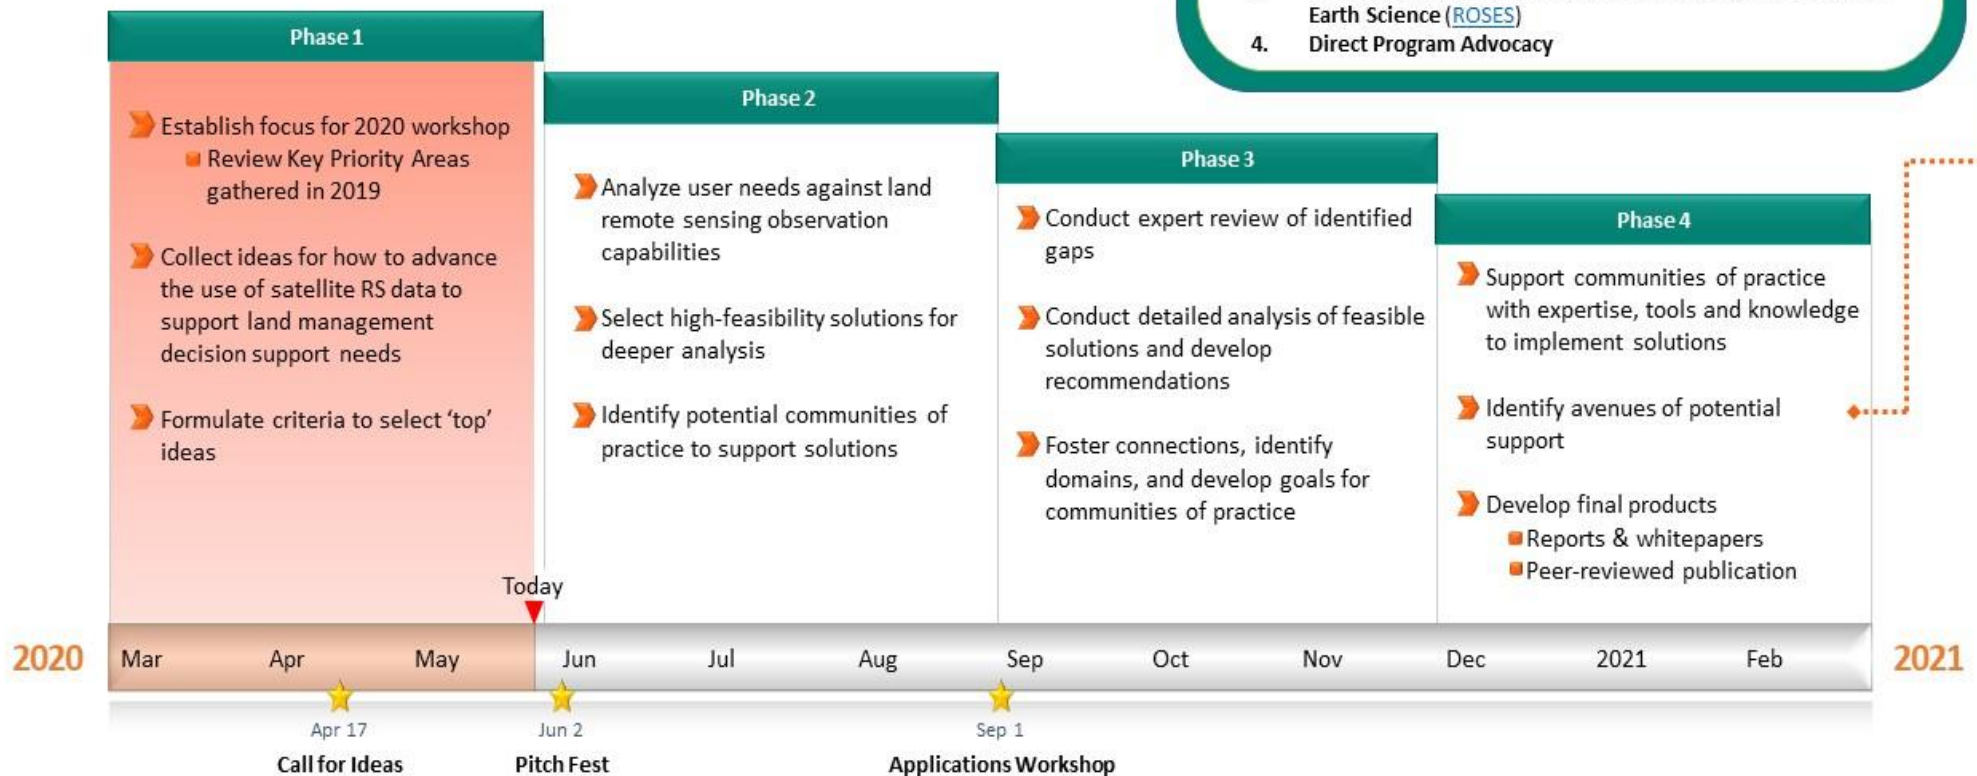 Earth Science (ROSES)
4. Direct Program Advocacy
Phase 1
Establish focus for 2020 workshop
Review Key Priority Areas
gathered in 2019
Collect ideas for how to advance
the use of satellite RS data to
support land management
decision support needs
Formulate criteria to select ‘top’
ideas
Phase 2
Analyze user needs against land
remote sensing observation
capabilities
Select high-feasibility solutions for
deeper analysis
Identify potential communities of
practice to support solutions
Phase 3
Conduct expert review of identified
gaps
Conduct detailed analysis of feasible
solutions and develop
recommendations
Foster connections, identify
domains, and develop goals for
communities of practice
Phase 4
Support communities of practice
with expertise, tools and knowledge
to implement solutions
Identify avenues of potential
support
Develop final products
Reports & whitepapers
Peer-reviewed publication
Today
2020 Mar Apr May Jun Jul Aug Sep Oct Nov Dec 2021 Feb 2021
Apr 17 Jun 2 Sep 1
Call for Ideas Pitch Fest Applications Workshop